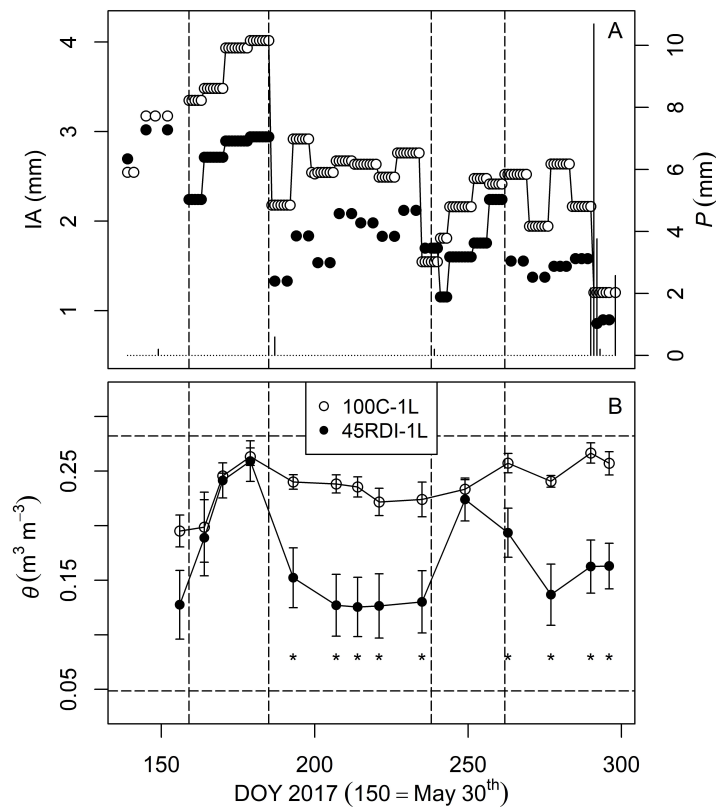 A
4
3
2
1
IA (mm)
10
8
6
4
2
0
P (mm)
B
100C-1L
45RDI-1L
0.25
0.15
0.05
θ (m³ m⁻³)
* * * * * * * * *
150 200 250 300
DOY 2017 (150 = May 30th)